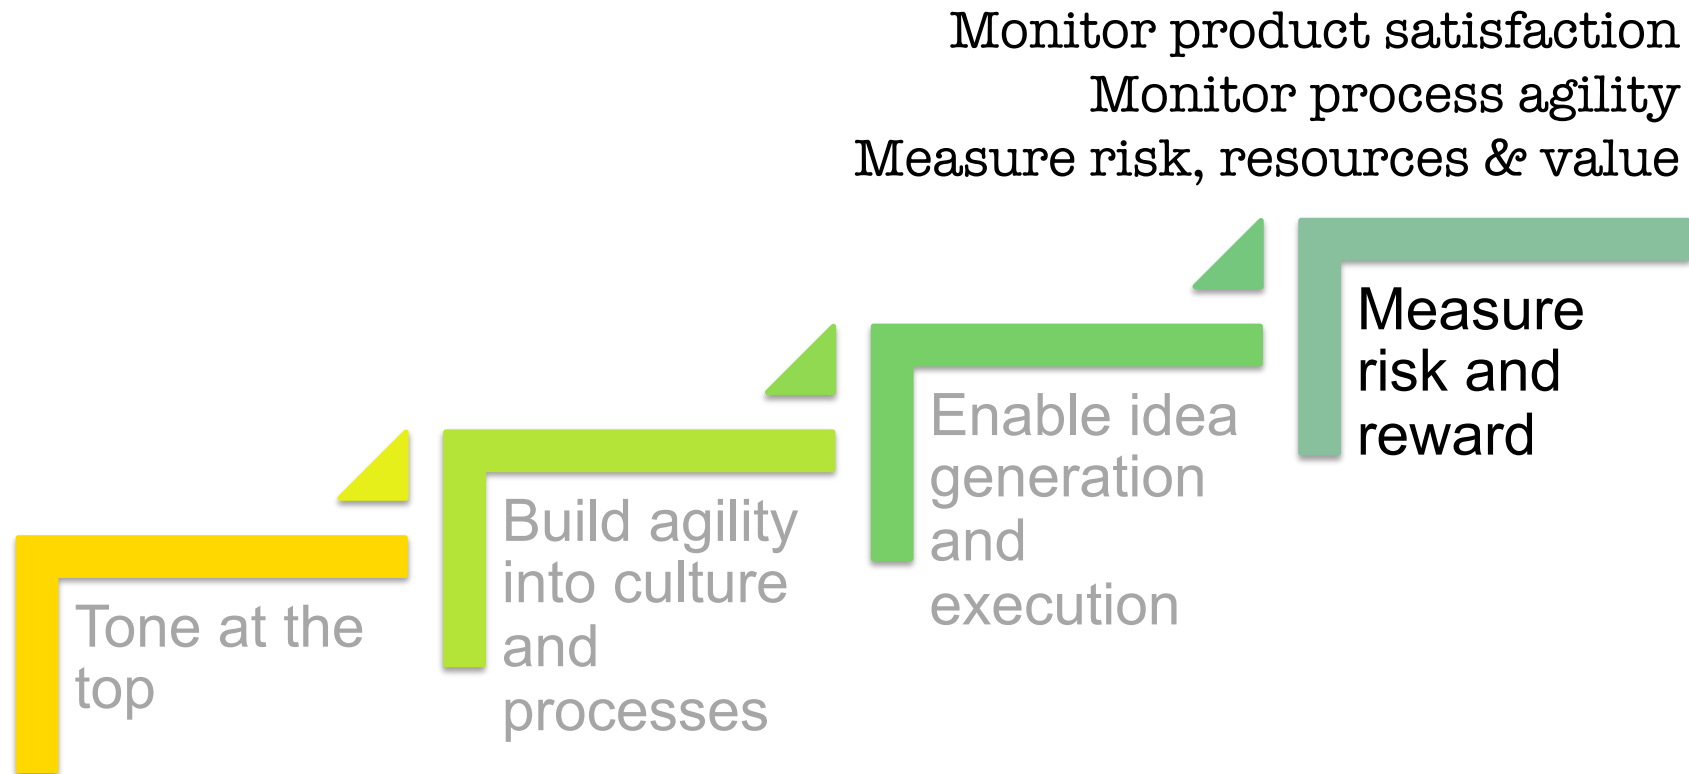 Monitor product satisfaction
Monitor process agility
Measure risk, resources & value
Tone at the
top
Build agility
into culture
and
processes
Enable idea
generation
and
execution
Measure
risk and
reward